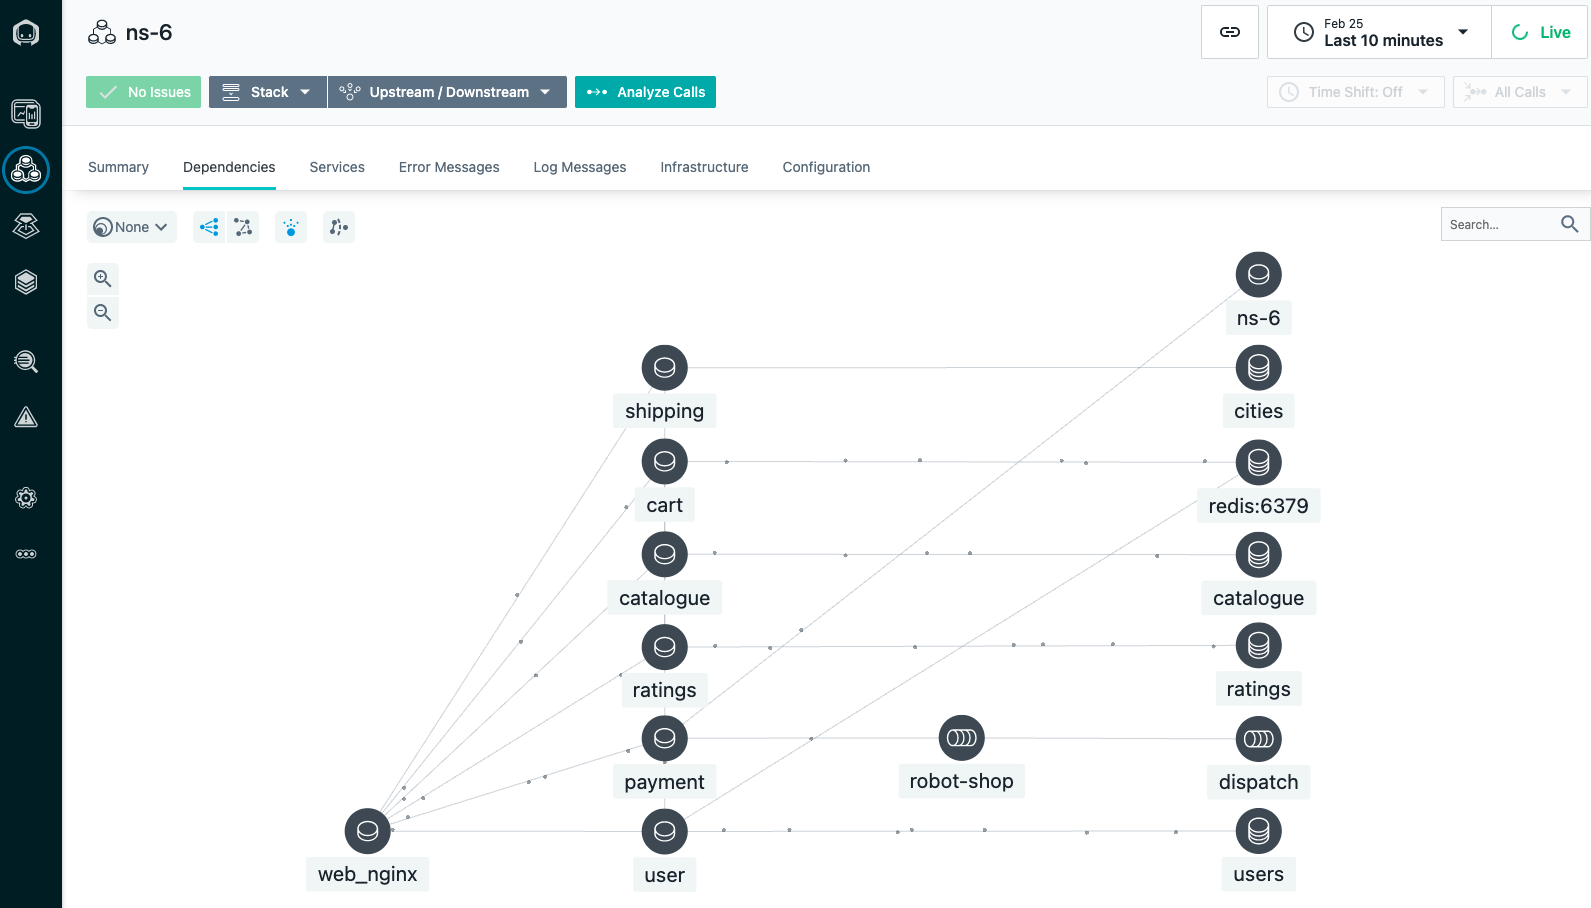 ns-6
Feb 25
Last 10 minutes
Live
No Issues
Stack
Upstream / Downstream
Analyze Calls
Time Shift: Off
All Calls
Summary
Dependencies
Services
Error Messages
Log Messages
Infrastructure
Configuration
None
Search...
ns-6
shipping
cities
cart
redis:6379
catalogue
catalogue
ratings
ratings
payment
robot-shop
dispatch
web_nginx
user
users